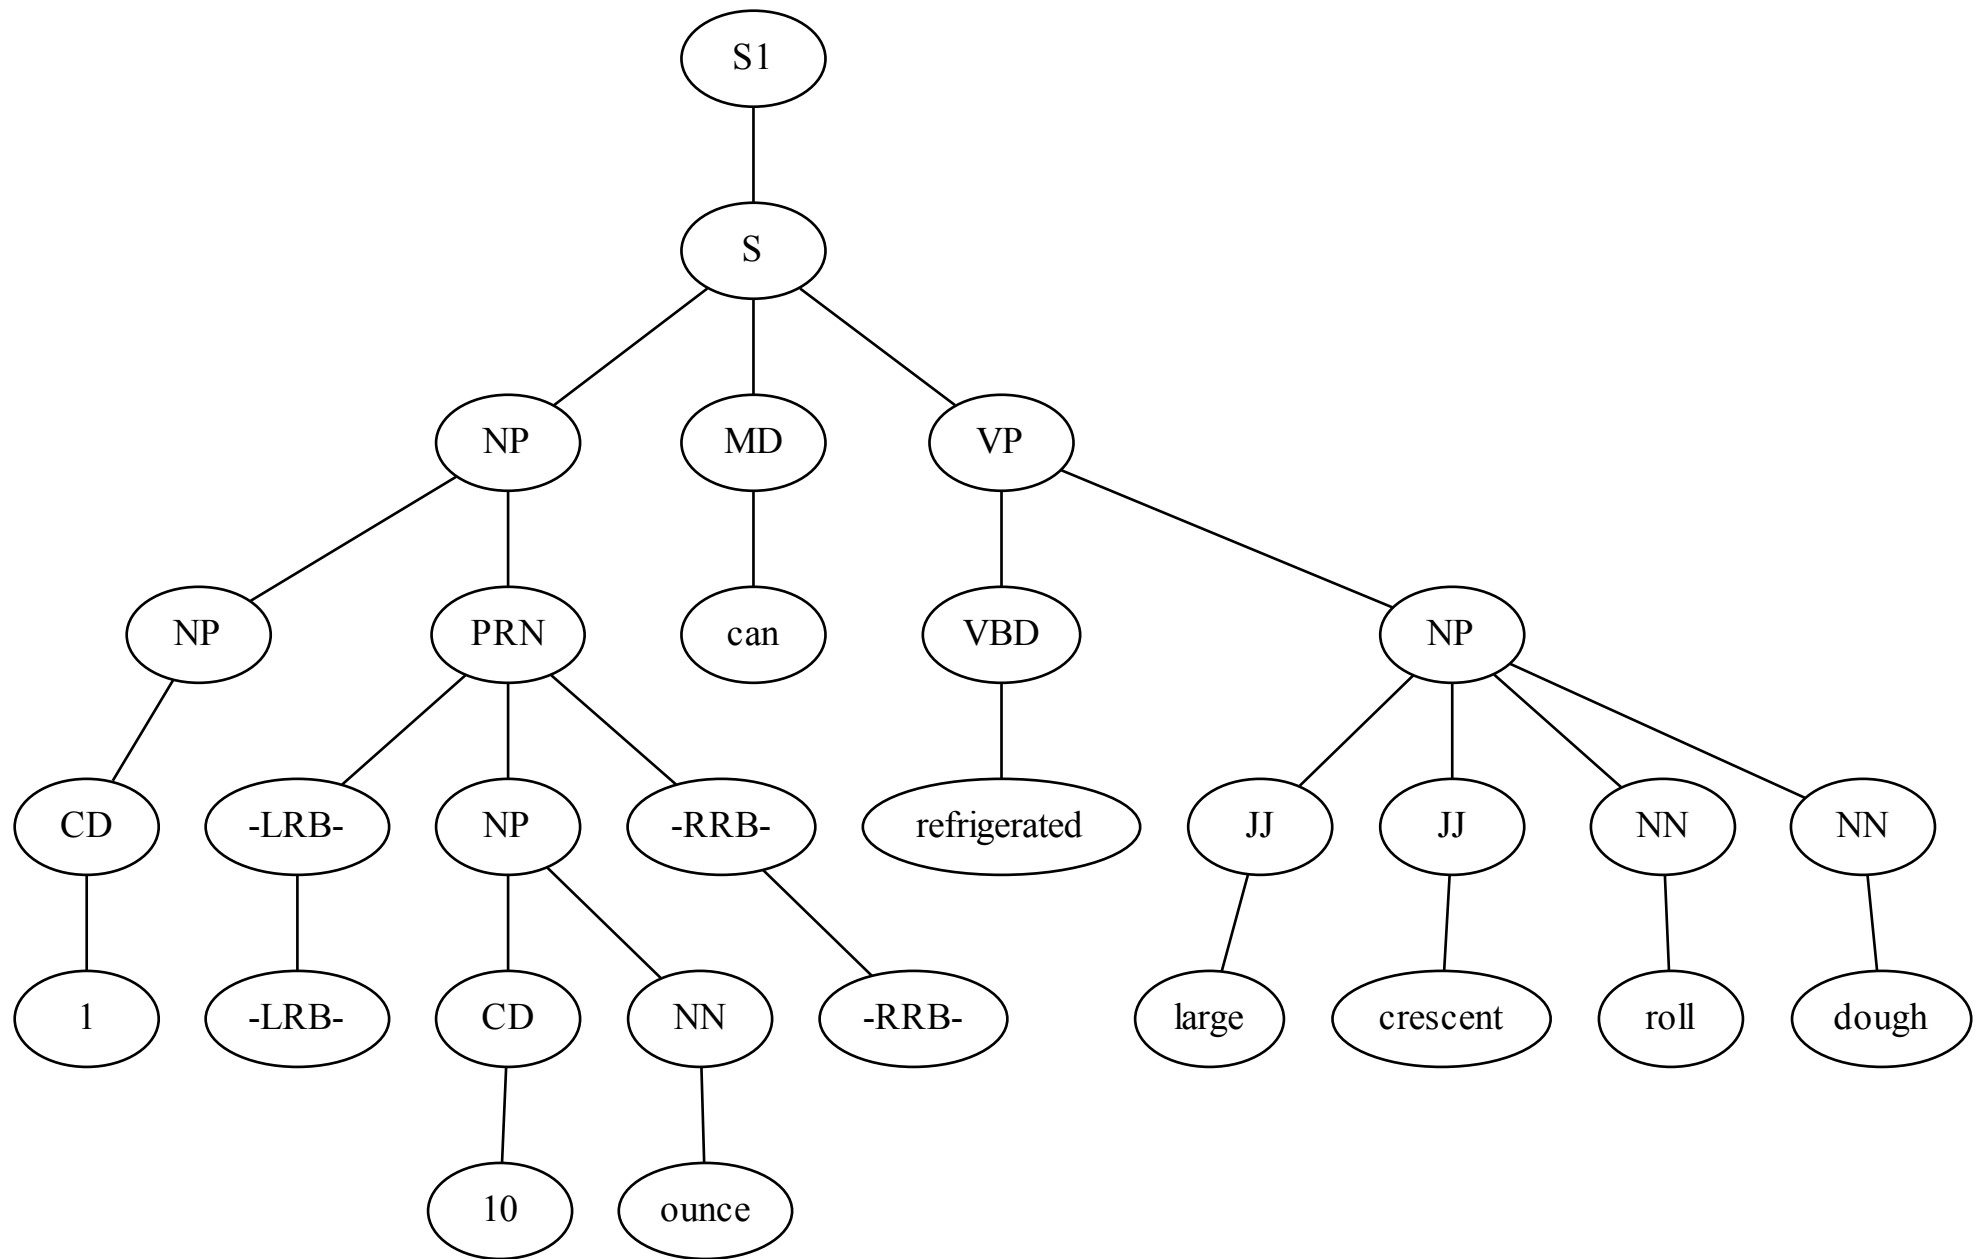 S1
S
NP MD VP
NP PRN can VBD NP
CD -LRB- NP -RRB- refrigerated JJ JJ NN NN
1 -LRB- CD NN -RRB- large crescent roll dough
10 ounce